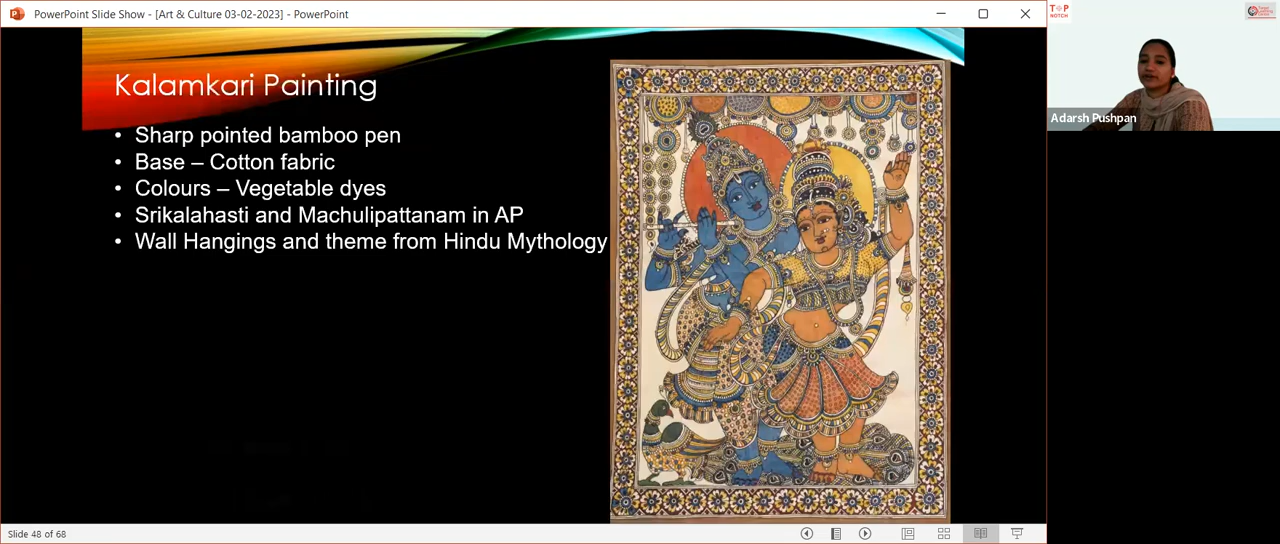 PowerPoint Slide Show - [Art & Culture 03-02-2023] - PowerPoint
T P
NOTCH
Adarsh Pushpan
Kalamkari Painting
• Sharp pointed bamboo pen
• Base – Cotton fabric
• Colours – Vegetable dyes
• Srikalahasti and Machulipattanam in AP
• Wall Hangings and theme from Hindu Mythology
Slide 48 of 68